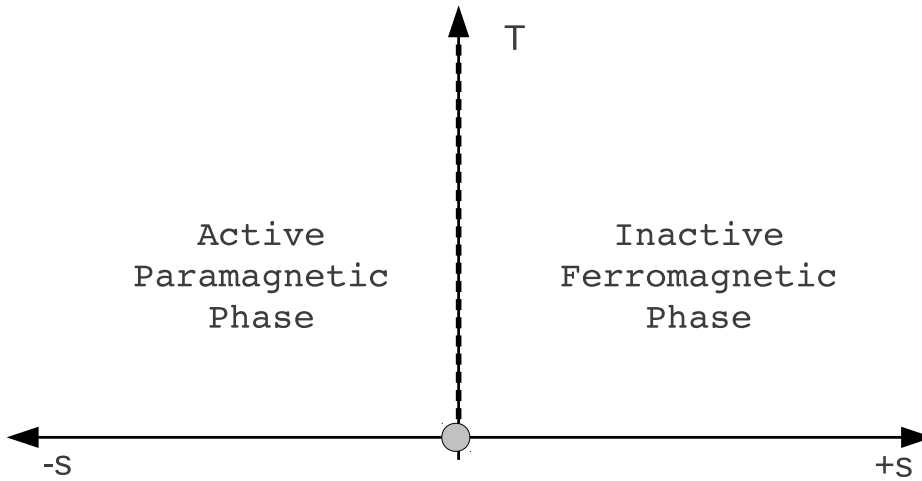 T
Active
Paramagnetic
Phase
Inactive
Ferromagnetic
Phase
-s
+s